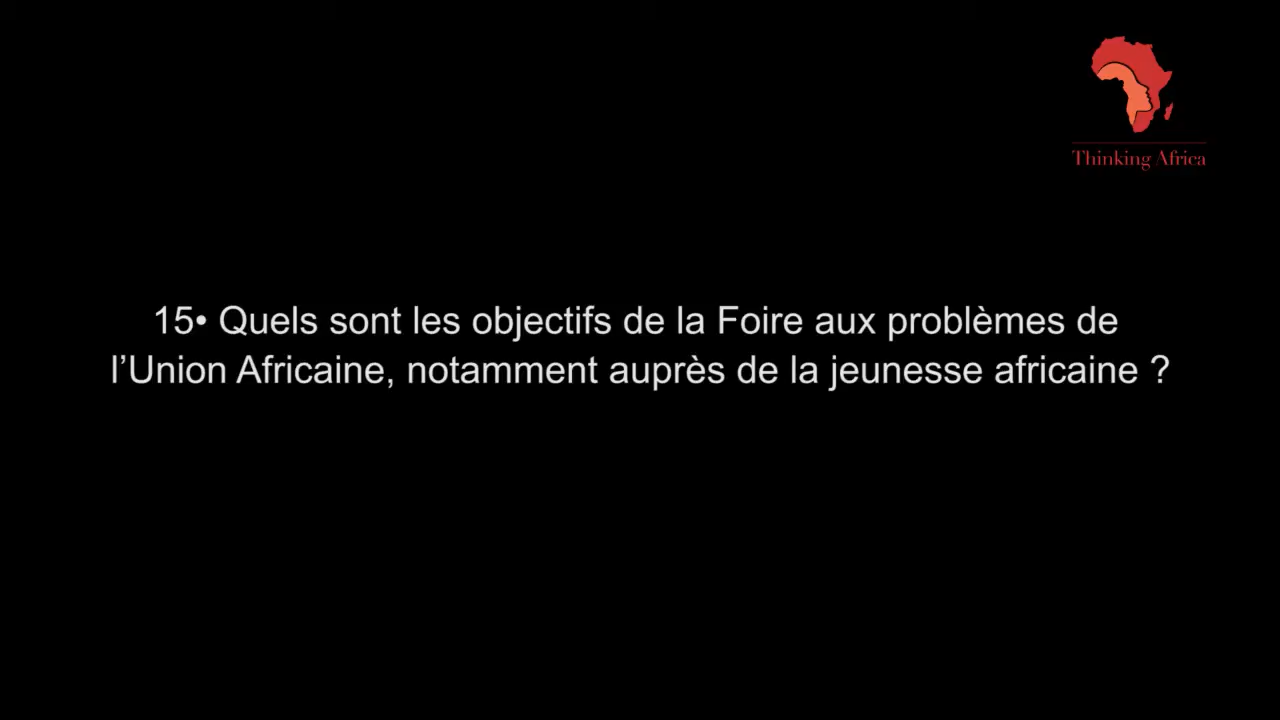 Thinking Africa
15• Quels sont les objectifs de la Foire aux problèmes de
l’Union Africaine, notamment auprès de la jeunesse africaine ?